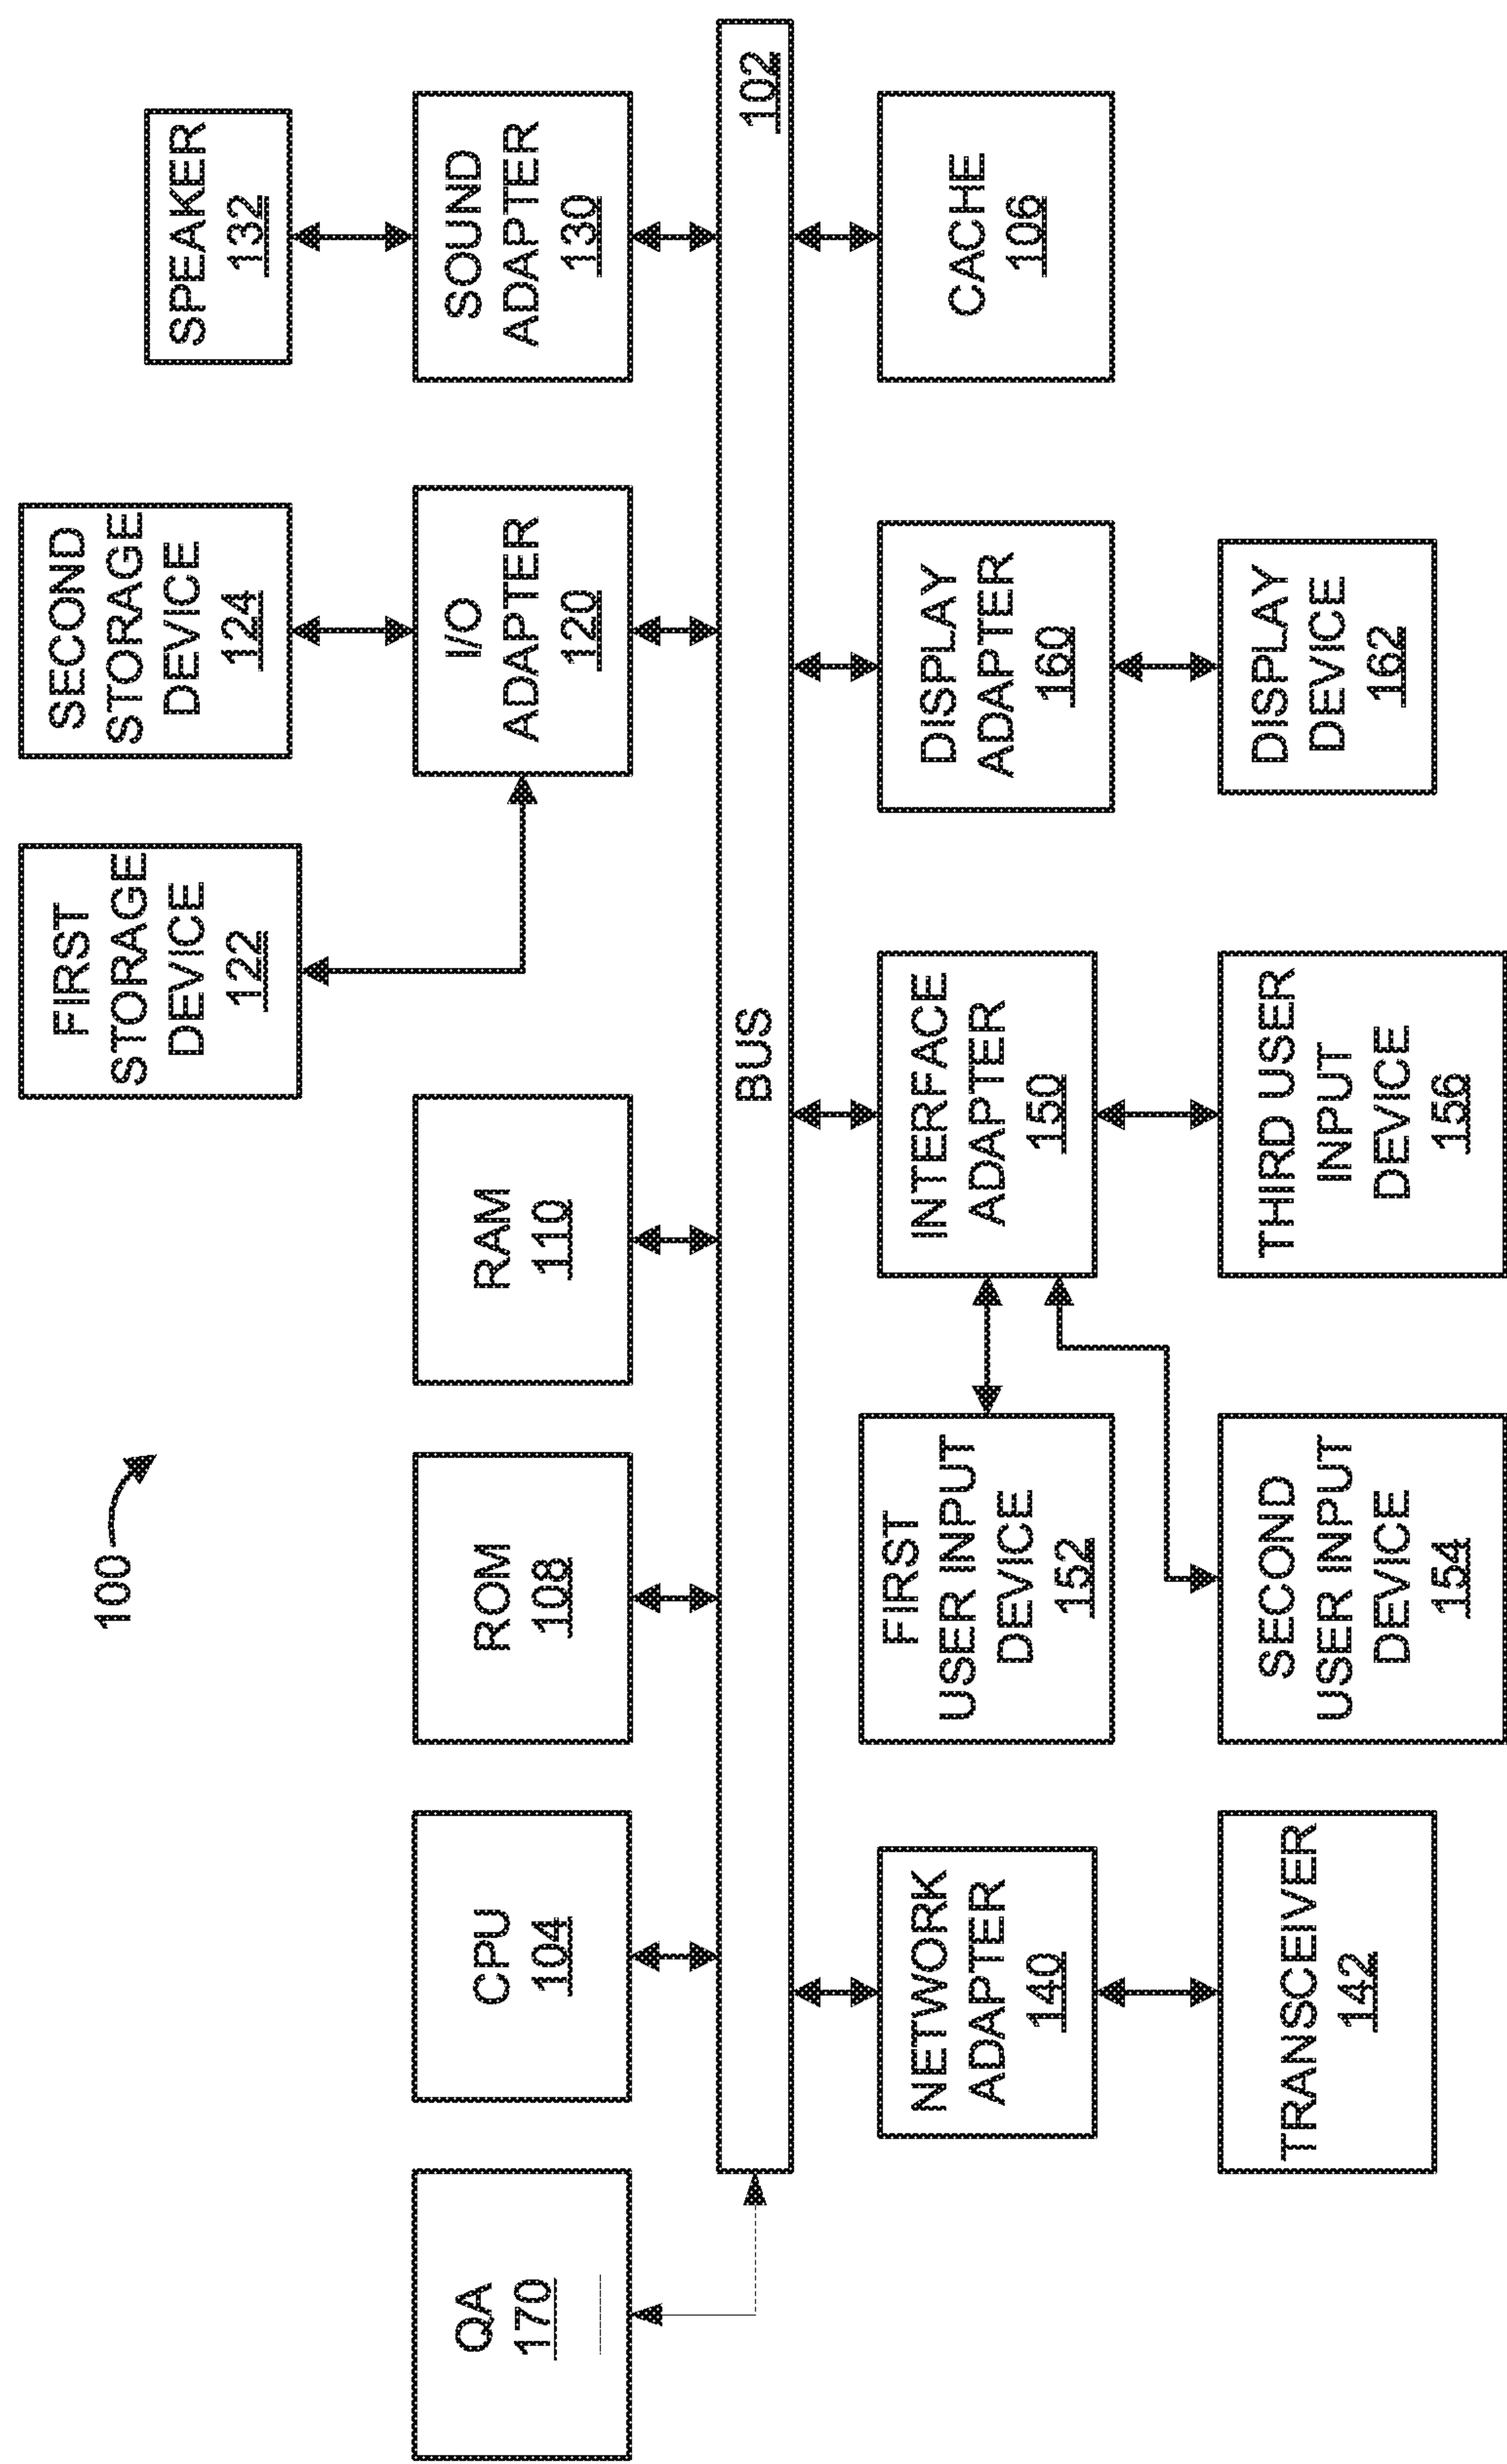 100
FIRST
STORAGE
DEVICE
122
SECOND
STORAGE
DEVICE
124
SPEAKER
132
QA
170
CPU
104
ROM
108
RAM
110
I/O
ADAPTER
120
SOUND
ADAPTER
130
BUS
102
NETWORK
ADAPTER
140
FIRST
USER INPUT
DEVICE
152
INTERFACE
ADAPTER
150
DISPLAY
ADAPTER
160
CACHE
106
TRANSCEIVER
142
SECOND
USER INPUT
DEVICE
154
THIRD USER
INPUT
DEVICE
156
DISPLAY
DEVICE
162